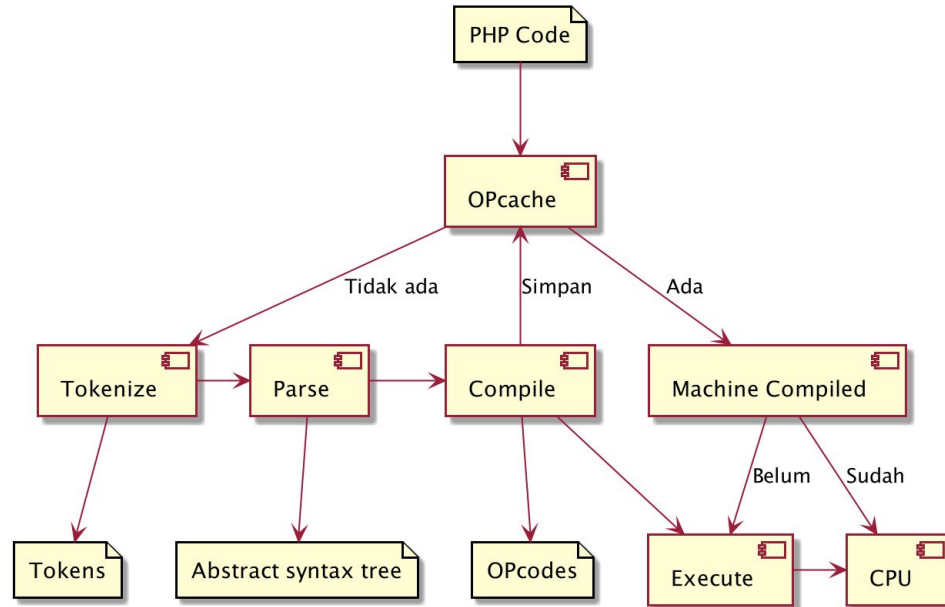 PHP Code
OPcache
Tidak ada
Simpan
Ada
Tokenize
Parse
Compile
Machine Compiled
Belum
Sudah
Tokens
Abstract syntax tree
OPcodes
Execute
CPU